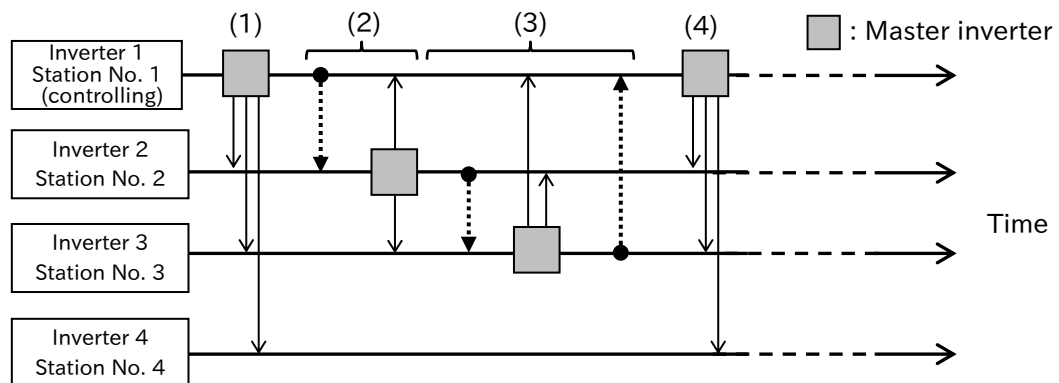 (1) (2) (3) (4)
: Master inverter
Inverter 1
Station No. 1
(controlling)
Inverter 2
Station No. 2
Inverter 3
Station No. 3
Time
Inverter 4
Station No. 4